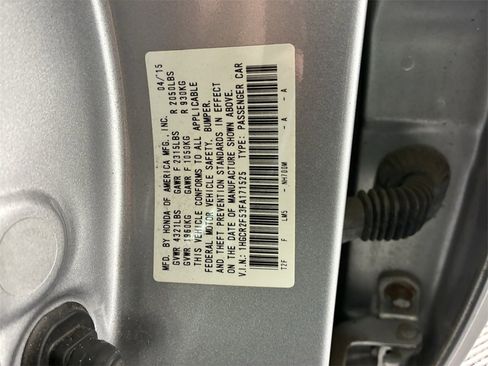 MFD. BY HONDA OF AMERICA MFG., INC. 04/'15
GVWR 4321LBS GAWR F 2315LBS R 2050LBS
GVWR 1960KG GAWR F 1050KG R 930KG
THIS VEHICLE CONFORMS TO ALL APPLICABLE
FEDERAL MOTOR VEHICLE SAFETY, BUMPER,
AND THEFT PREVENTION STANDARDS IN EFFECT
ON THE DATE OF MANUFACTURE SHOWN ABOVE.
V.I.N.: 1HGCR2F53FA171525 TYPE: PASSENGER CAR
T2F F LMS - NH700M - A - A